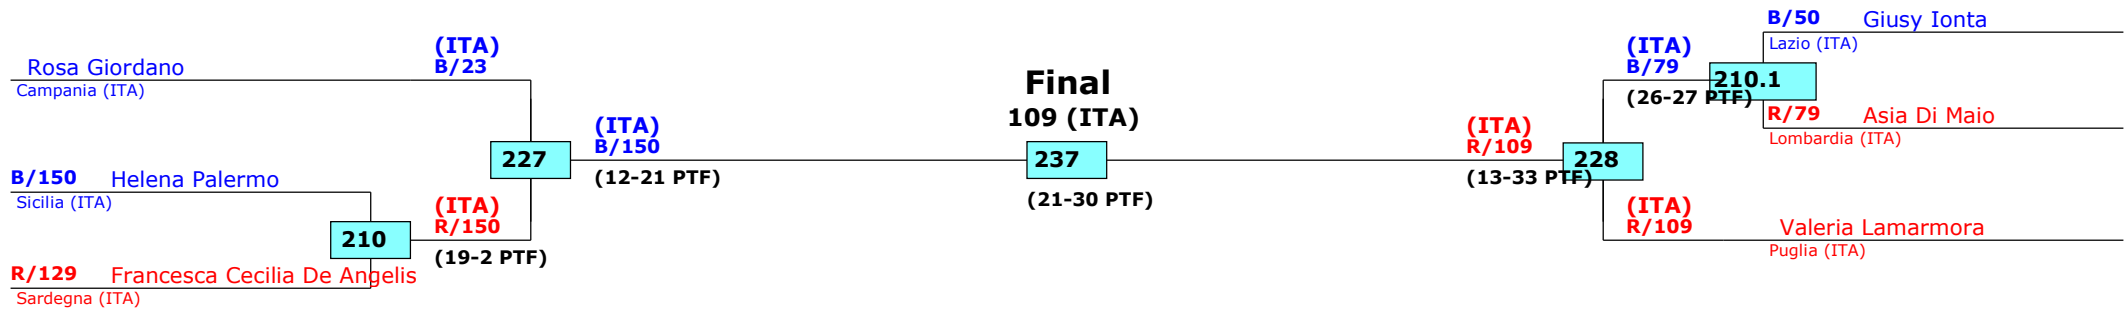 Rosa Giordano
Campania (ITA)
(ITA)
B/23
B/150 Helena Palermo
Sicilia (ITA)
R/129 Francesca Cecilia De Angelis
Sardegna (ITA)
210
(ITA)
R/150
(19-2 PTF)
227
(ITA)
B/150
(12-21 PTF)
Final
109 (ITA)
237
(21-30 PTF)
(ITA)
R/109
(13-33 PTF)
228
(ITA)
B/79
(26-27 PTF)
210.1
B/50 Giusy Ionta
Lazio (ITA)
R/79 Asia Di Maio
Lombardia (ITA)
(ITA)
R/109
Valeria Lamarmora
Puglia (ITA)